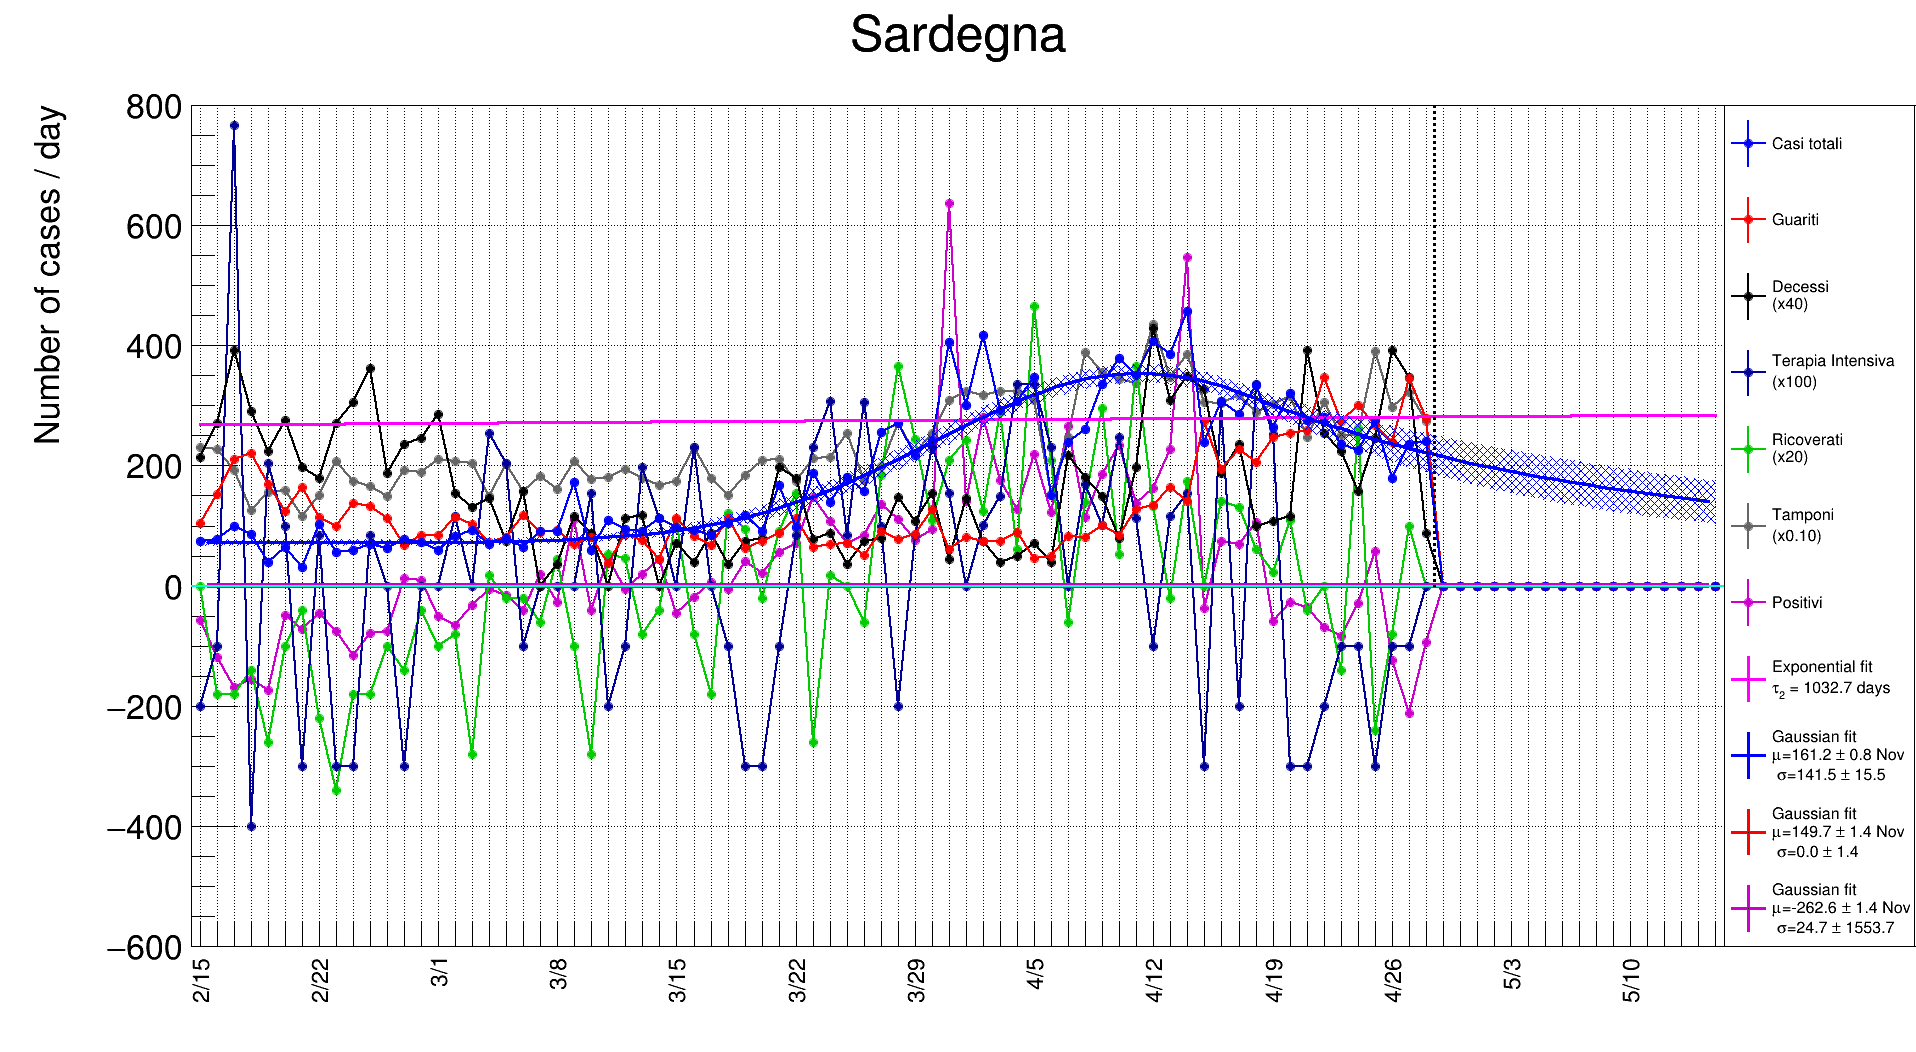 Sardegna
Number of cases / day
800
600
400
200
0
−200
−400
−600
2/15
2/22
3/1
3/8
3/15
3/22
3/29
4/5
4/12
4/19
4/26
5/3
5/10
Casi totali
Guariti
Decessi
(x40)
Terapia Intensiva
(x100)
Ricoverati
(x20)
Tamponi
(x0.10)
Positivi
Exponential fit
τ₂ = 1032.7 days
Gaussian fit
μ=161.2 ± 0.8 Nov
σ=141.5 ± 15.5
Gaussian fit
μ=149.7 ± 1.4 Nov
σ=0.0 ± 1.4
Gaussian fit
μ=-262.6 ± 1.4 Nov
σ=24.7 ± 1553.7